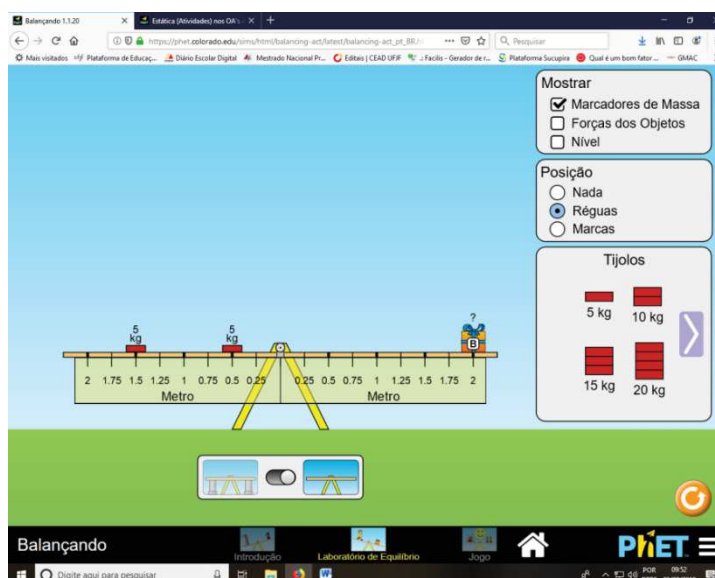 Balançando 1.1.20
Estática (Atividades) nos OA's -
https://phet.colorado.edu/sims/html/balancing-act/latest/balancing-act_pt_BR.
Pesquisar
Mais visitados
Plataforma de Educaç...
Diário Escolar Digital
Mestrado Nacional Pr...
Editais | CEAD UFJF
Plataforma Sucupira
Qual é um bom fator ...
GMAC
Mostrar
Marcadores de Massa
Forças dos Objetos
Nível
Posição
Nada
Réguas
Marcas
Tijolos
5 kg
10 kg
15 kg
20 kg
5
kg
5
kg
?
B
2 1.75 1.5 1.25 1 0.75 0.5 0.25
0.25 0.5 0.75 1 1.25 1.5 1.75 2
Metro
Metro
Balançando
Introdução
Laboratório de Equilíbrio
Jogo
PhET
Digite aqui para pesquisar
POR
09:52